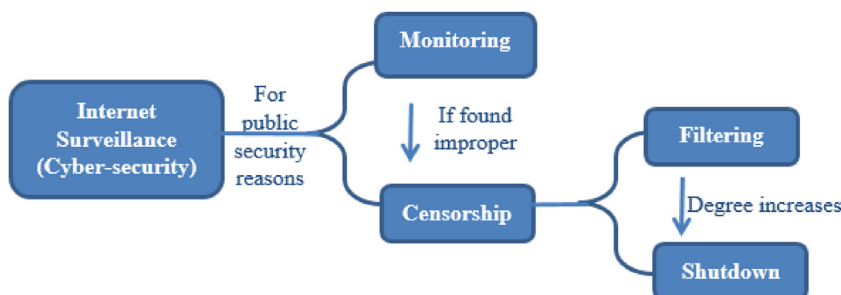 Internet
Surveillance
(Cyber-security)
For
public
security
reasons
Monitoring
If found
improper
Censorship
Filtering
Degree increases
Shutdown